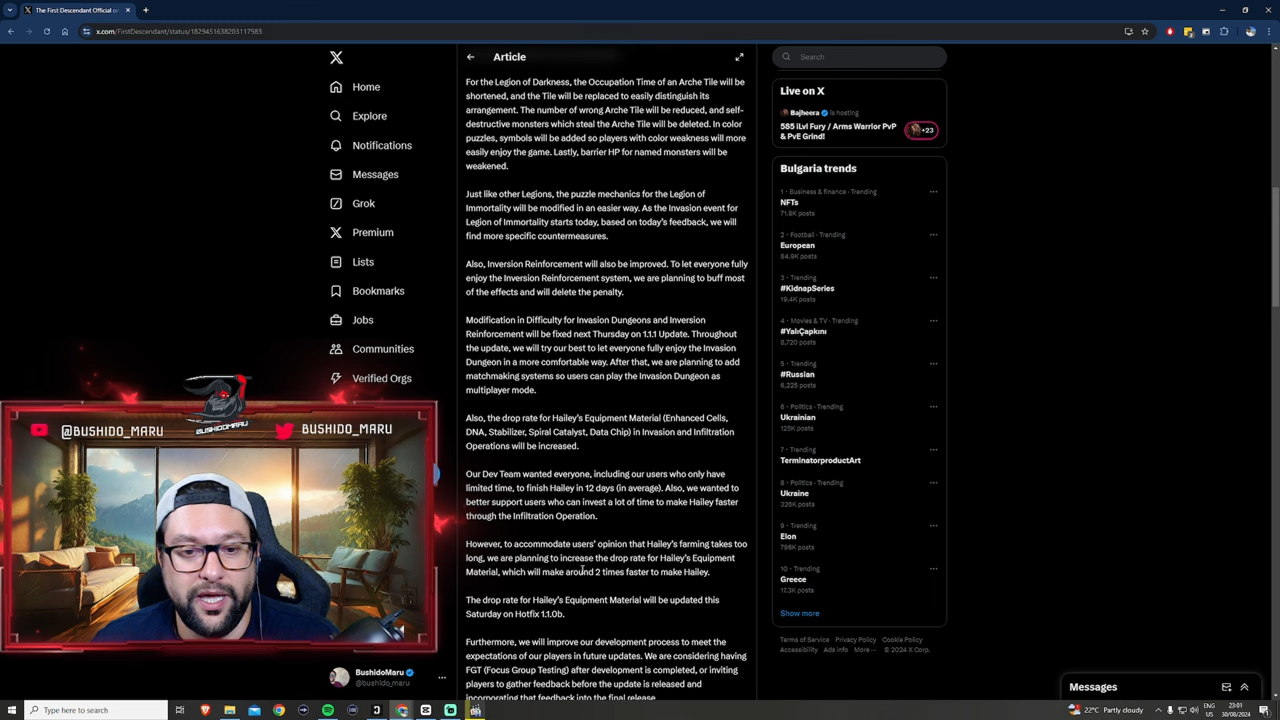 The First Descendant Official on
x.com/FirstDescendant/status/1829451638203117983
Home
Explore
Notifications
Messages
Grok
Premium
Lists
Bookmarks
Jobs
Communities
Verified Orgs
@BUSHIDO_MARU
BUSHIDO_MARU
BUSHIDOMARU
BushidoMaru
@bushido_maru
Article
For the Legion of Darkness, the Occupation Time of an Arche Tile will be
shortened, and the Tile will be replaced to easily distinguish its
arrangement. The number of wrong Arche Tile will be reduced, and self-
destructive monsters which steal the Arche Tile will be deleted. In color
puzzles, symbols will be added so players with color weakness will more
easily enjoy the game. Lastly, barrier HP for named monsters will be
weakened.
Just like other Legions, the puzzle mechanics for the Legion of
Immortality will be modified in an easier way. As the Invasion event for
Legion of Immortality starts today, based on today's feedback, we will
find more specific countermeasures.
Also, Inversion Reinforcement will also be improved. To let everyone fully
enjoy the Inversion Reinforcement system, we are planning to buff most
of the effects and will delete the penalty.
Modification in Difficulty for Invasion Dungeons and Inversion
Reinforcement will be fixed next Thursday on 1.1.1 Update. Throughout
the update, we will try our best to let everyone fully enjoy the Invasion
Dungeon in a more comfortable way. After that, we are planning to add
matchmaking systems so users can play the Invasion Dungeon as
multiplayer mode.
Also, the drop rate for Hailey's Equipment Material (Enhanced Cells,
DNA, Stabilizer, Spiral Catalyst, Data Chip) in Invasion and Infiltration
Operations will be increased.
Our Dev Team wanted everyone, including our users who only have
limited time, to finish Hailey in 12 days (in average). Also, we wanted to
better support users who can invest a lot of time to make Hailey faster
through the Infiltration Operation.
However, to accommodate users' opinion that Hailey's farming takes too
long, we are planning to increase the drop rate for Hailey's Equipment
Material, which will make around 2 times faster to make Hailey.
The drop rate for Hailey's Equipment Material will be updated this
Saturday on Hotfix 1.1.0b.
Furthermore, we will improve our development process to meet the
expectations of our players in future updates. We are considering having
FGT (Focus Group Testing) after development is completed, or inviting
players to gather feedback before the update is released and
incorporating that feedback into the final release.
Search
Live on X
Bajheera is hosting
585 iLvl Fury / Arms Warrior PvP
& PvE Grind!
+23
Bulgaria trends
1 · Business & finance · Trending
NFTs
71.8K posts
2 · Football · Trending
European
84.9K posts
3 · Trending
#KidnapSeries
19.4K posts
4 · Movies & TV · Trending
#YalıÇapkını
8,720 posts
5 · Trending
#Russian
6,225 posts
6 · Politics · Trending
Ukrainian
125K posts
7 · Trending
TerminatorproductArt
8 · Politics · Trending
Ukraine
326K posts
9 · Trending
Elon
796K posts
10 · Trending
Greece
17.3K posts
Show more
Terms of Service Privacy Policy Cookie Policy
Accessibility Ads info More ··· © 2024 X Corp.
Messages
Type here to search
22°C Partly cloudy
ENG
US
23:01
30/08/2024